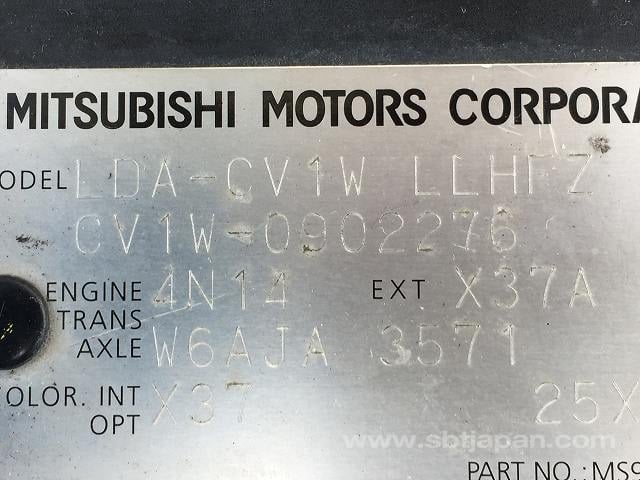 MITSUBISHI MOTORS CORPORA
ODEL LDA-CV1W LLHFZ
CV1W-0902276
ENGINE 4N14 EXT X37A
TRANS
AXLE W6AJA 3571
OLOR. INT X37 25X
OPT
www.sbtjapan.com
PART NO.:MS9